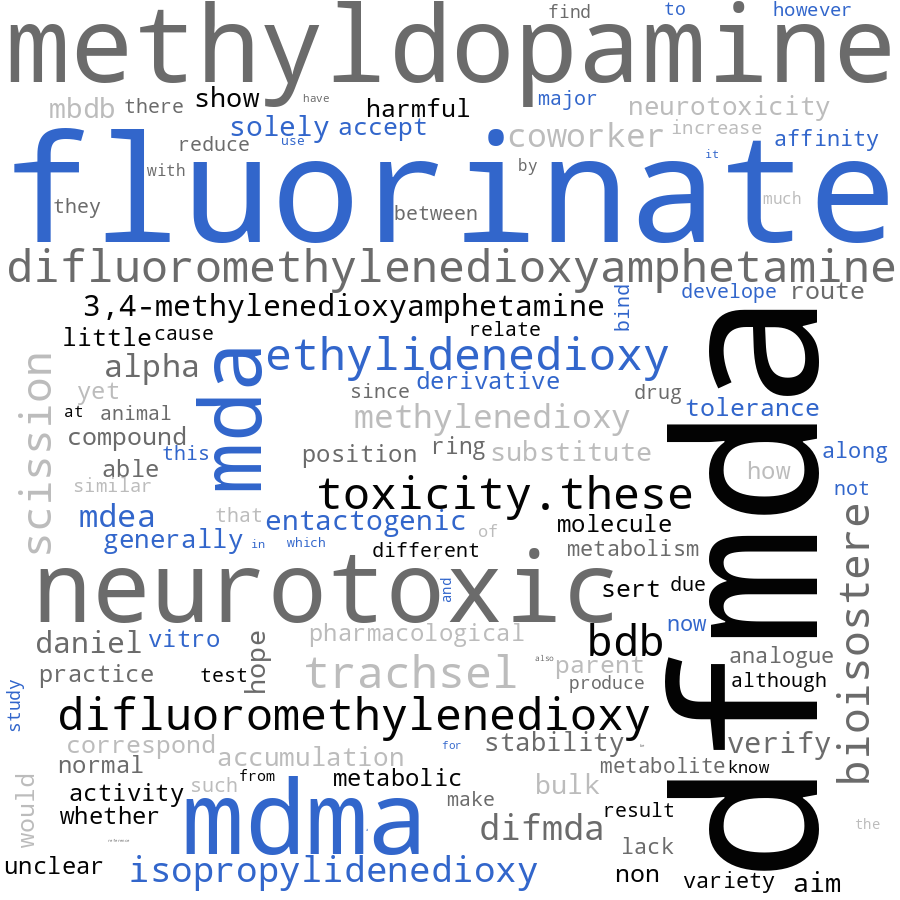 find to however
methyldopamine
mbdb there show have harmful major neurotoxicity
solely accept coworker increase affinity
reduce use it
fluorinate
with by
they between much
difluoromethylenedioxyamphetamine
3,4-methylenedioxyamphetamine bind develope route
little cause relate
alpha mda ethylidenedioxy dfmda
scission yet since derivative drug
at animal methylenedioxy tolerance
compound this position ring substitute along
able how
similar that toxicity.these not
mdea entactogenic of molecule
generally in which different metabolism bioisostere
neurotoxic and sert due
daniel vitro hope pharmacological bdb now
practice test trachsel also parent analogue
produce although
study difluoromethylenedioxy
correspond accumulation for stability verify
normal from metabolic metabolite know
would activity such bulk
whether mdma make result the
reference difmda
unclear isopropylidenedioxy lack
non variety aim